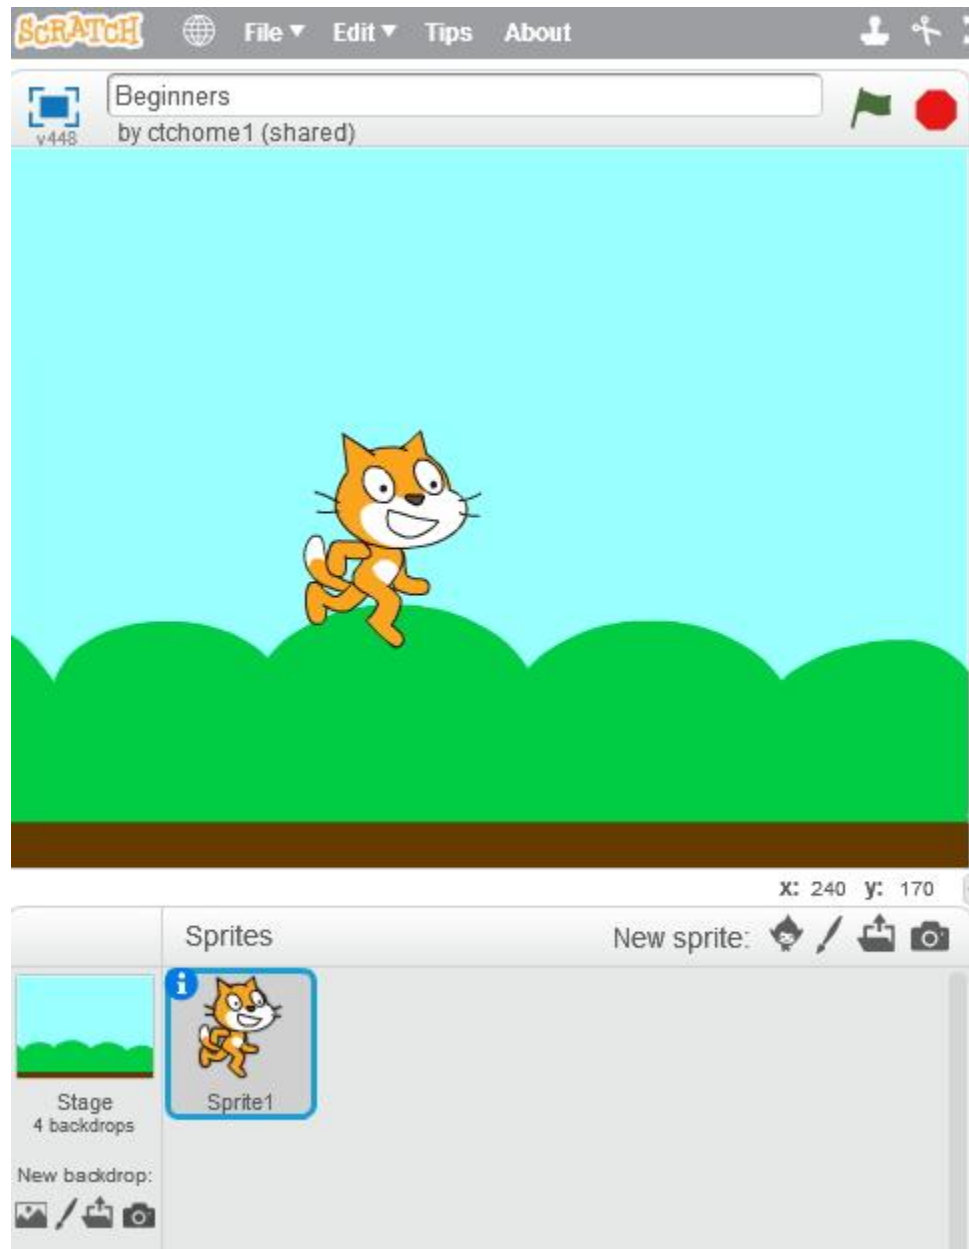 SCRATCH File Edit Tips About
Beginners
v448 by ctchome1 (shared)
x: 240 y: 170
Sprites New sprite:
Sprite1
Stage
4 backdrops
New backdrop: